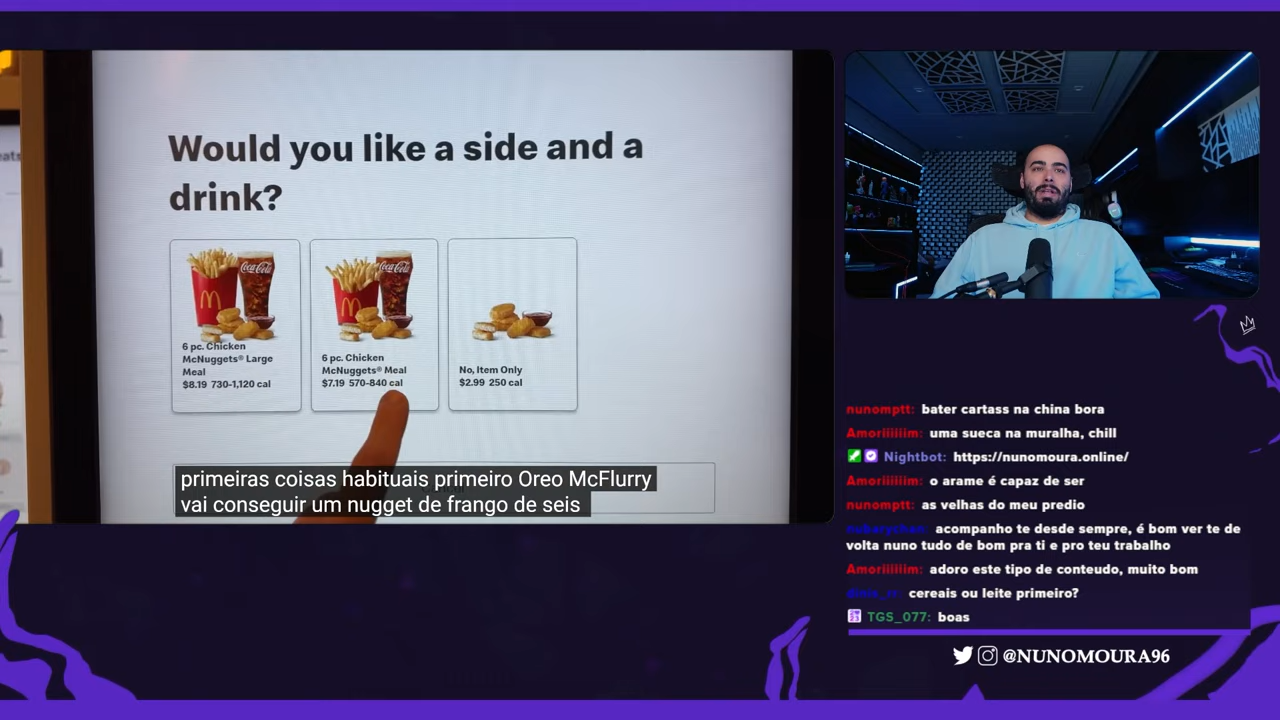 Would you like a side and a
drink?
Coca-Cola
Coca-Cola
6 pc. Chicken
McNuggets® Large
Meal
$8.19 730-1,120 cal
6 pc. Chicken
McNuggets® Meal
$7.19 570-840 cal
No, Item Only
$2.99 250 cal
primeiras coisas habituais primeiro Oreo McFlurry
vai conseguir um nugget de frango de seis
nunomptt: bater cartass na china bora
Amoriiiiiim: uma sueca na muralha, chill
Nightbot: https://nunomoura.online/
Amoriiiiiim: o arame é capaz de ser
nunomptt: as velhas do meu predio
acompanho te desde sempre, é bom ver te de
volta nuno tudo de bom pra ti e pro teu trabalho
Amoriiiiiim: adoro este tipo de conteudo, muito bom
cereais ou leite primeiro?
TGS_077: boas
@NUNOMOURA96